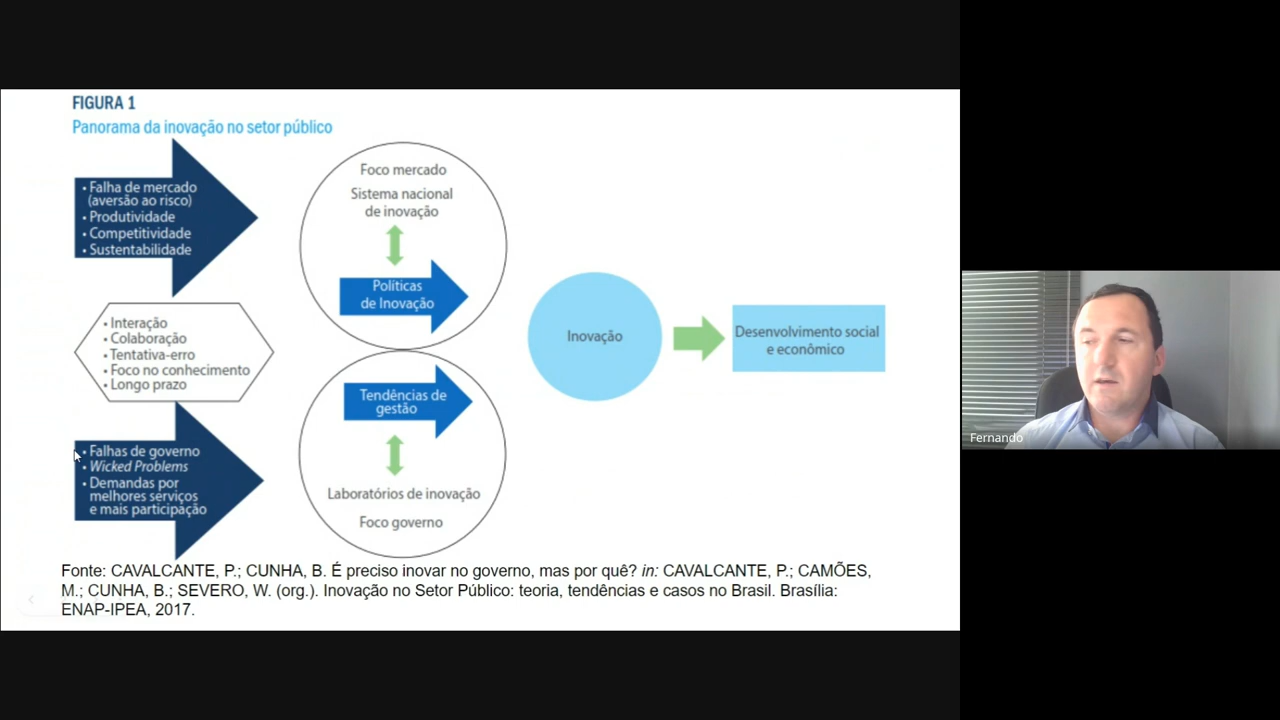 FIGURA 1
Panorama da inovação no setor público
• Falha de mercado
(aversão ao risco)
• Produtividade
• Competitividade
• Sustentabilidade
• Interação
• Colaboração
• Tentativa-erro
• Foco no conhecimento
• Longo prazo
• Falhas de governo
• Wicked Problems
• Demandas por
melhores serviços
e mais participação
Foco mercado
Sistema nacional
de inovação
Políticas
de Inovação
Tendências de
gestão
Laboratórios de inovação
Foco governo
Inovação
Desenvolvimento social
e econômico
Fonte: CAVALCANTE, P.; CUNHA, B. É preciso inovar no governo, mas por quê? in: CAVALCANTE, P.; CAMÕES,
M.; CUNHA, B.; SEVERO, W. (org.). Inovação no Setor Público: teoria, tendências e casos no Brasil. Brasília:
ENAP-IPEA, 2017.
Fernando